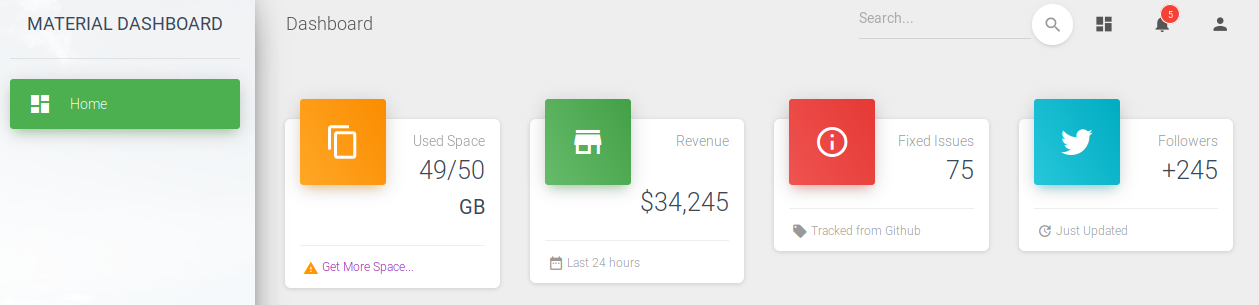 MATERIAL DASHBOARD
Dashboard
Search...
5
Home
Used Space
49/50
GB
Get More Space...
Revenue
$34,245
Last 24 hours
Fixed Issues
75
Tracked from Github
Followers
+245
Just Updated